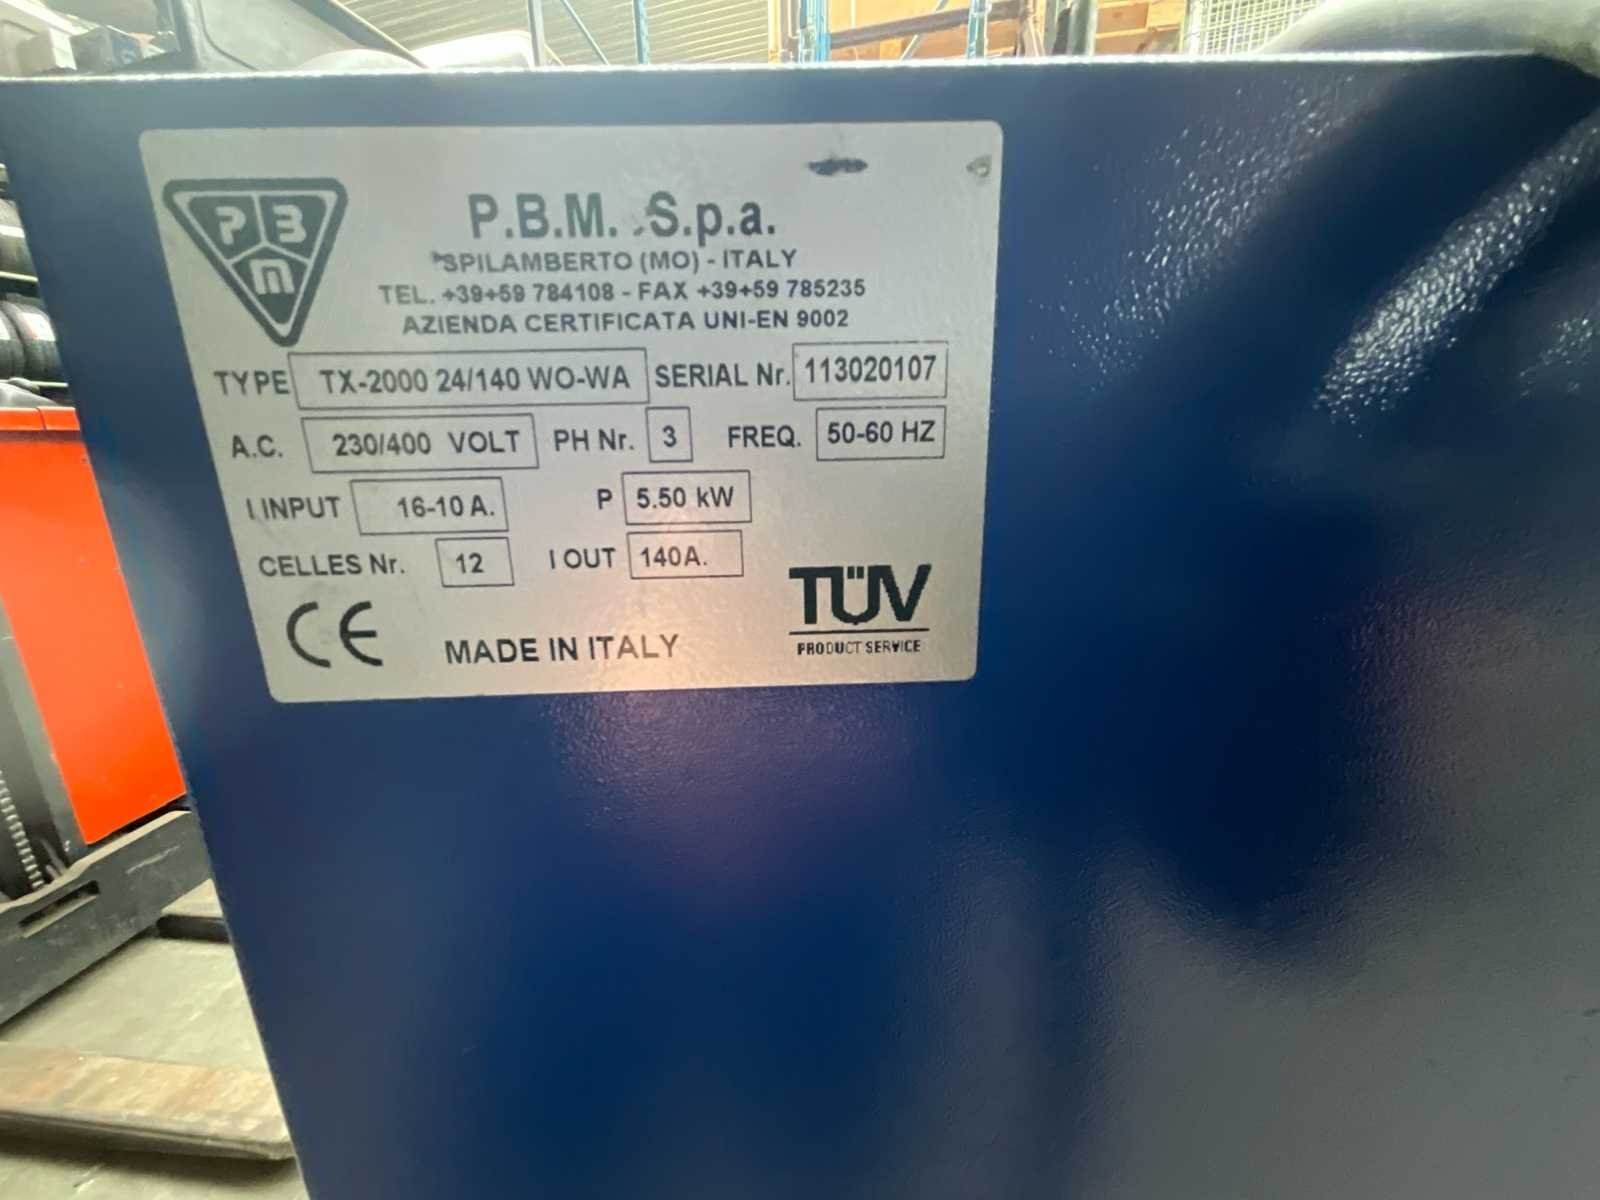 P B M
P.B.M. S.p.a.
SPILAMBERTO (MO) - ITALY
TEL. +39+59 784108 - FAX +39+59 785235
AZIENDA CERTIFICATA UNI-EN 9002
TYPE TX-2000 24/140 WO-WA SERIAL Nr. 113020107
A.C. 230/400 VOLT PH Nr. 3 FREQ. 50-60 HZ
I INPUT 16-10 A. P 5.50 kW
CELLES Nr. 12 I OUT 140A.
CE MADE IN ITALY TÜV
PRODUCT SERVICE